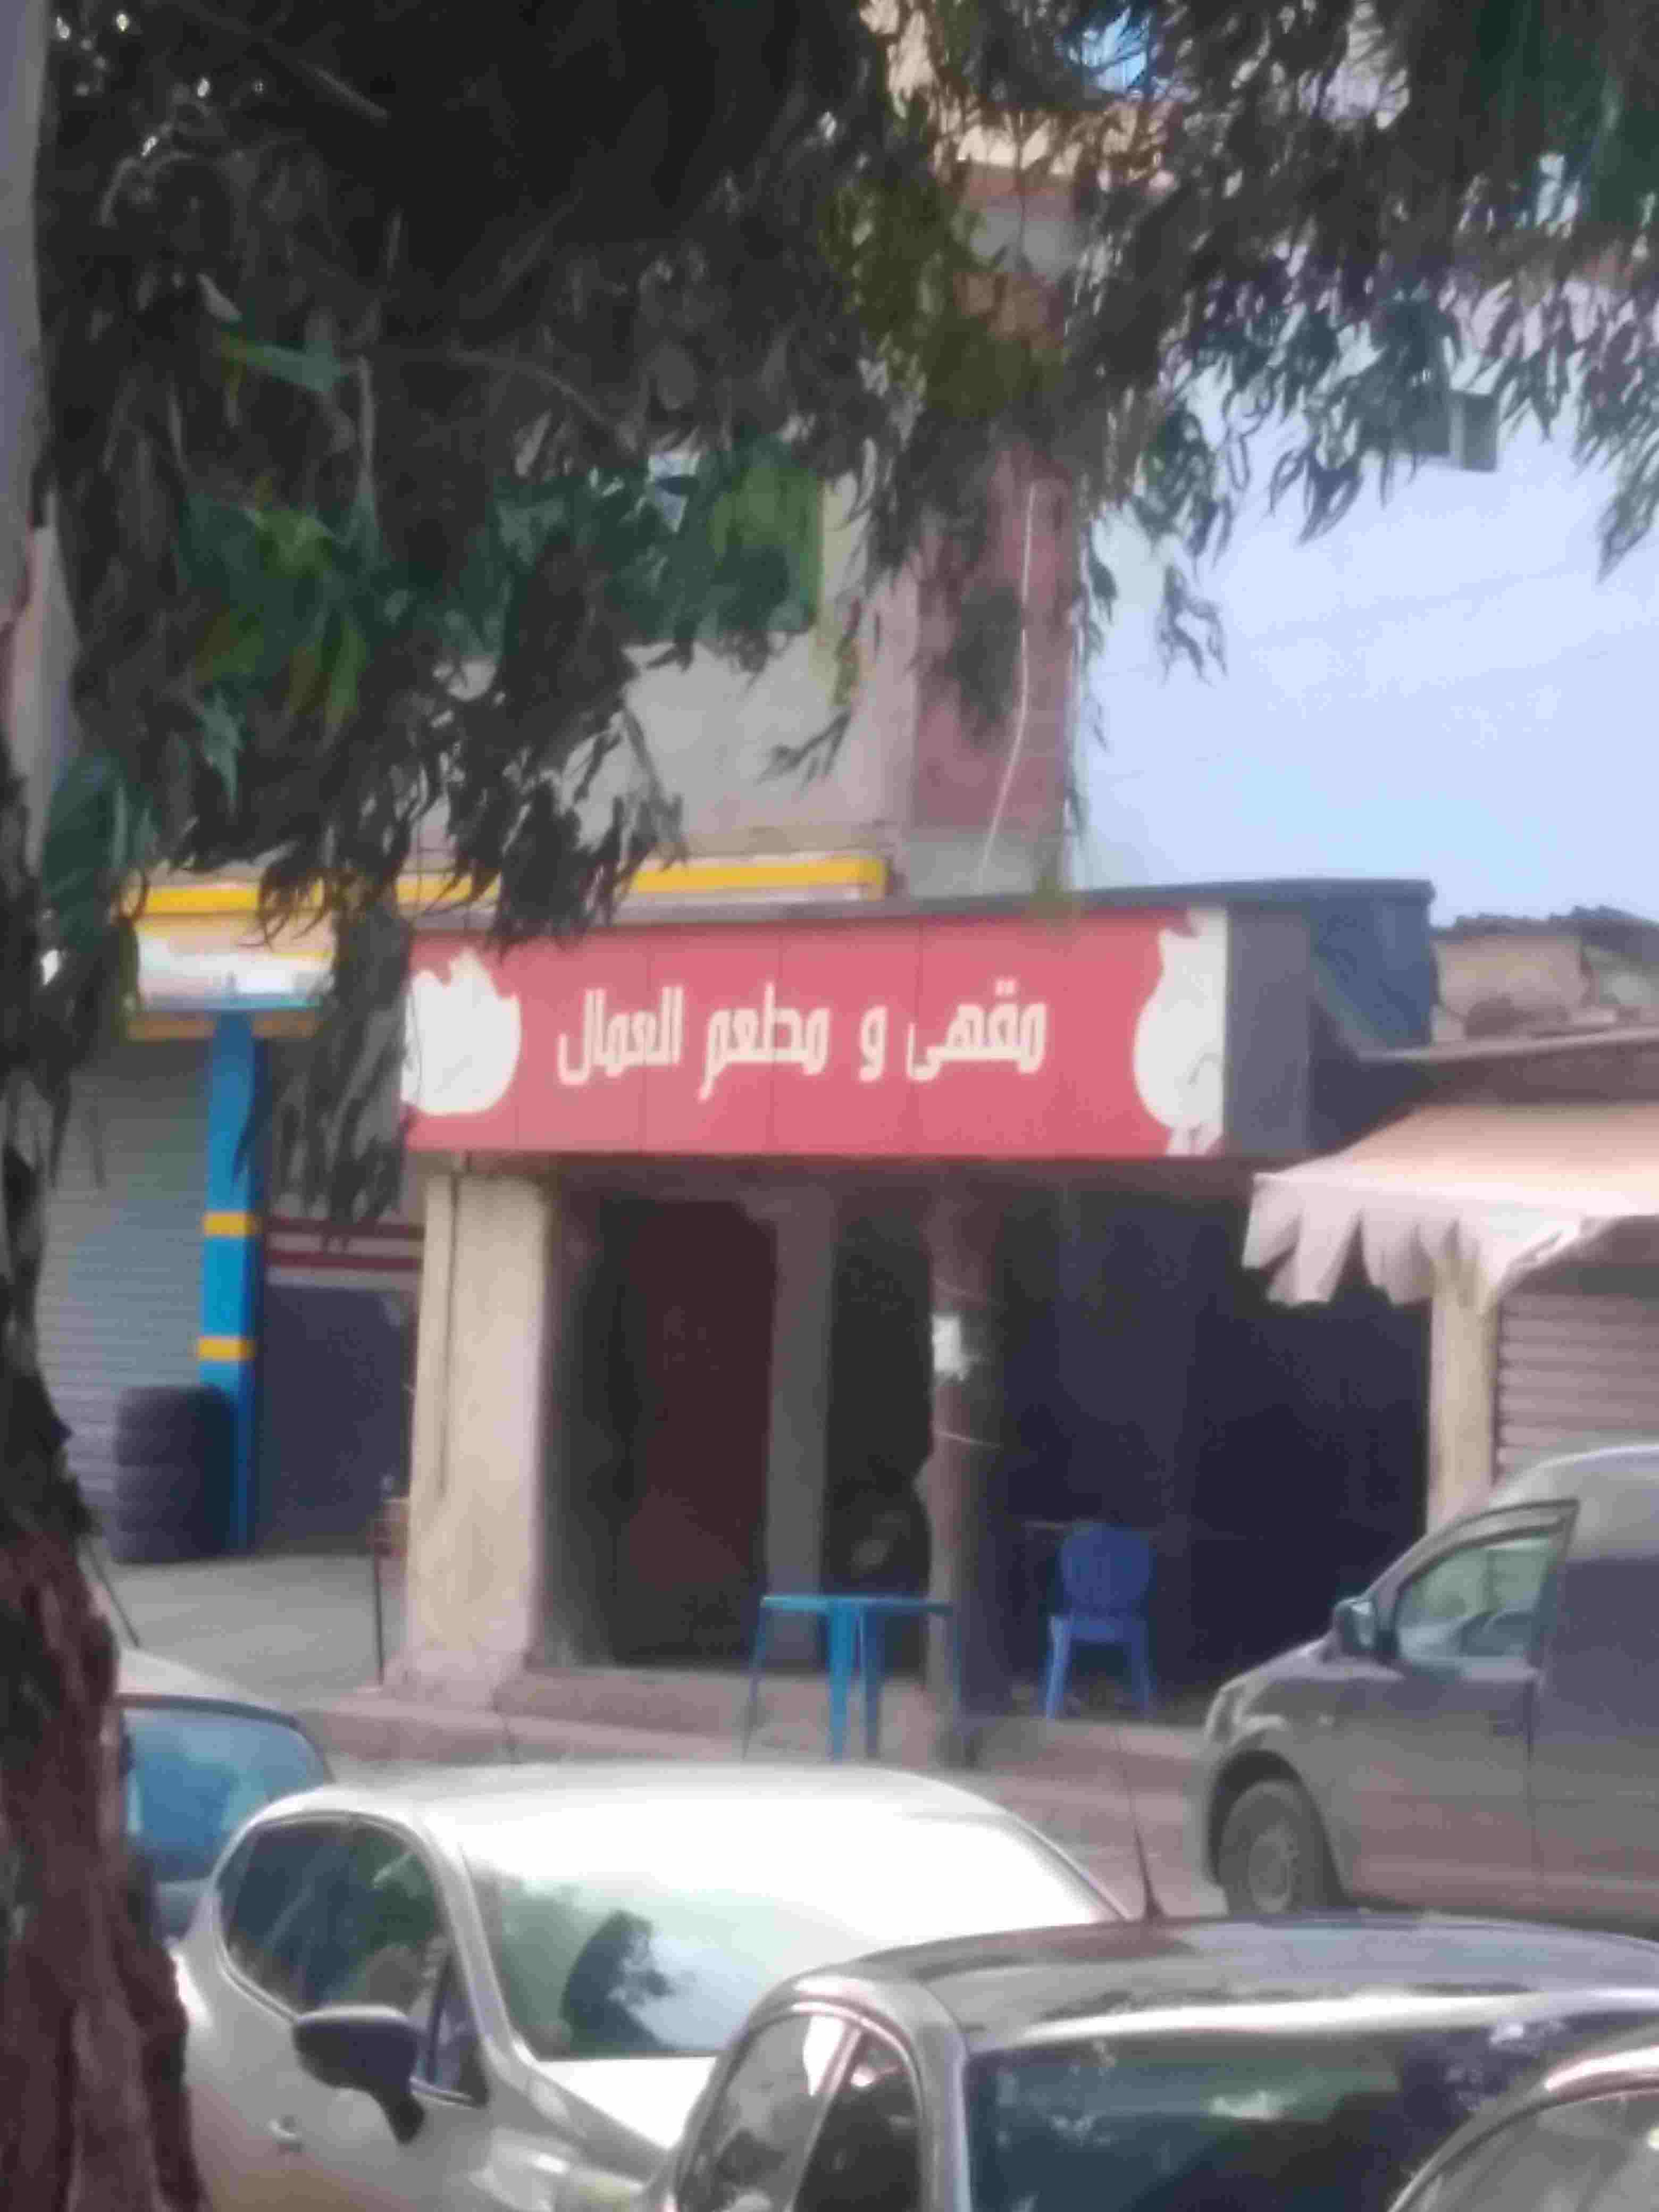 مقهى و مطعم العمال